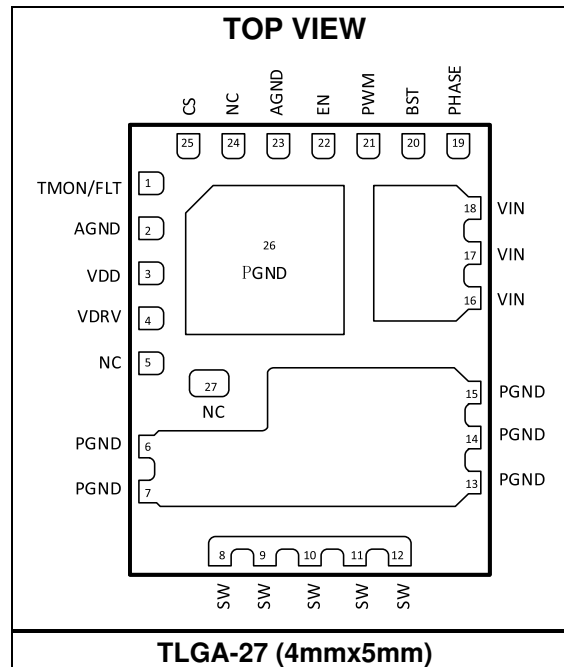 TOP VIEW
CS NC AGND EN PWM BST PHASE
25 24 23 22 21 20 19
TMON/FLT 1
AGND 2
VDD 3
VDRV 4
NC 5
26
PGND
18 VIN
17 VIN
16 VIN
27
NC
15 PGND
14 PGND
13 PGND
PGND 6
PGND 7
8 9 10 11 12
SW SW SW SW SW
TLGA-27 (4mmx5mm)